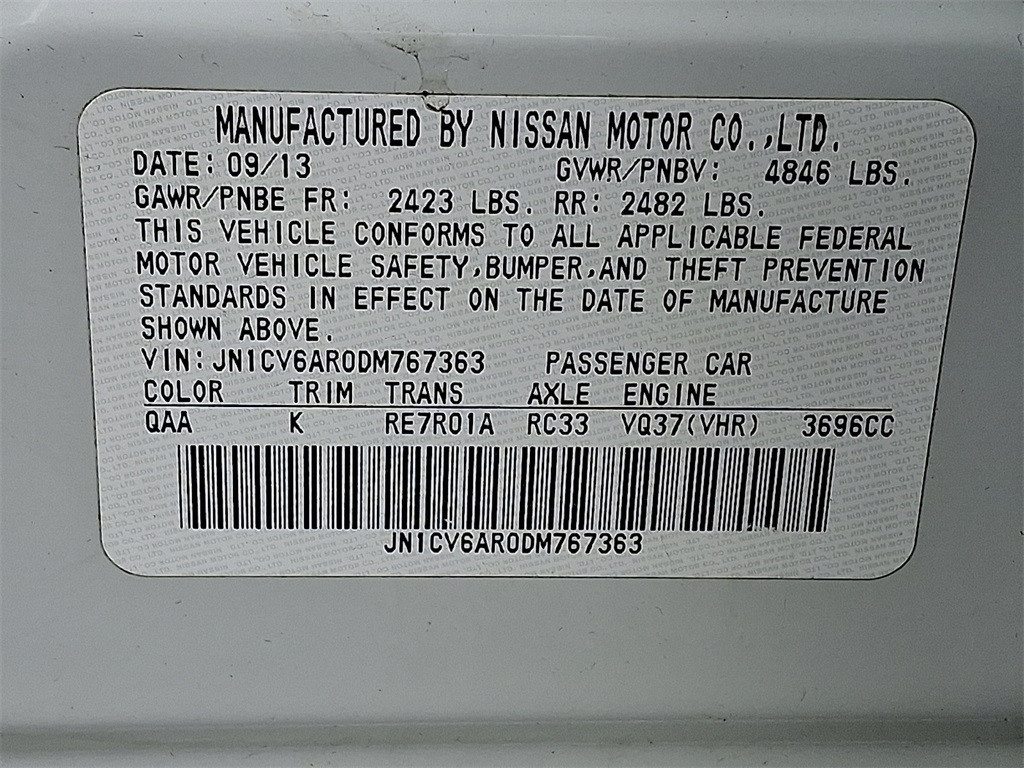 MANUFACTURED BY NISSAN MOTOR CO.,LTD.
DATE: 09/13 GVWR/PNBV: 4846 LBS.
GAWR/PNBE FR: 2423 LBS. RR: 2482 LBS.
THIS VEHICLE CONFORMS TO ALL APPLICABLE FEDERAL
MOTOR VEHICLE SAFETY,BUMPER,AND THEFT PREVENTION
STANDARDS IN EFFECT ON THE DATE OF MANUFACTURE
SHOWN ABOVE.
VIN:JN1CV6AR0DM767363 PASSENGER CAR
COLOR TRIM TRANS AXLE ENGINE
QAA K RE7R01A RC33 VQ37(VHR) 3696CC
JN1CV6AR0DM767363